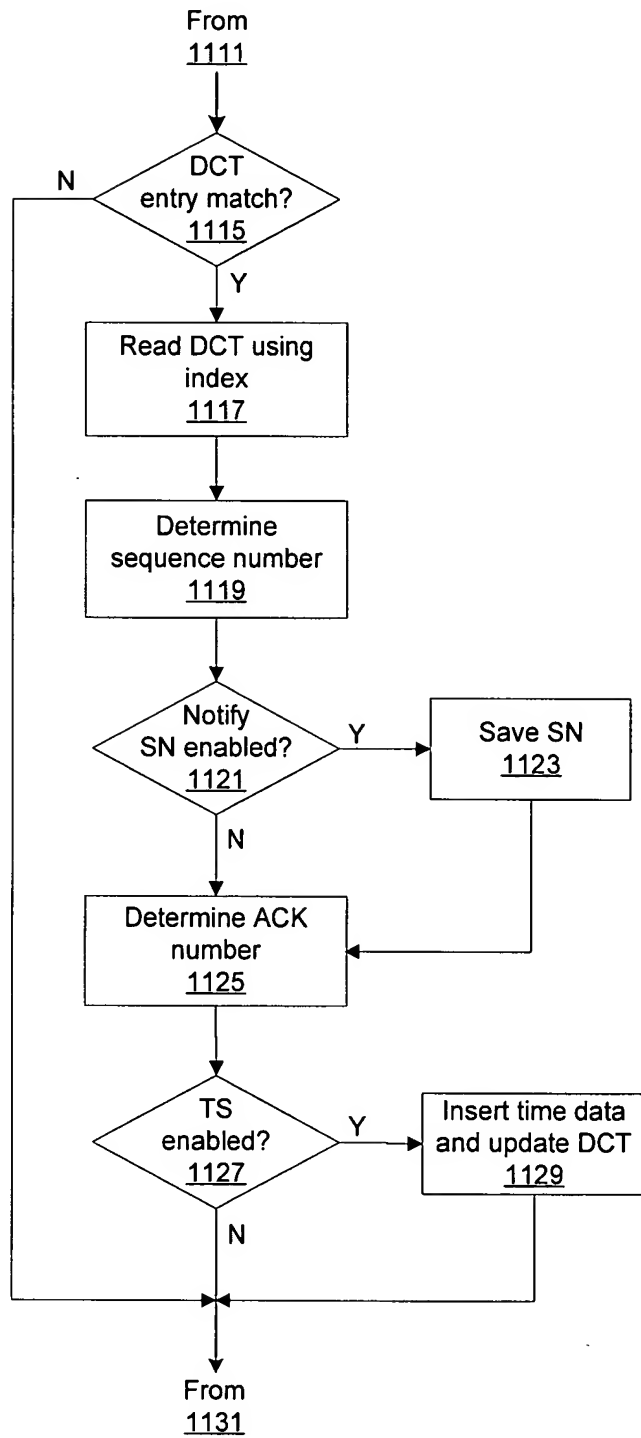 From
1111
DCT
entry match?
1115
N
Y
Read DCT using
index
1117
Determine
sequence number
1119
Notify
SN enabled?
1121
Y
Save SN
1123
N
Determine ACK
number
1125
TS
enabled?
1127
Y
Insert time data
and update DCT
1129
N
From
1131